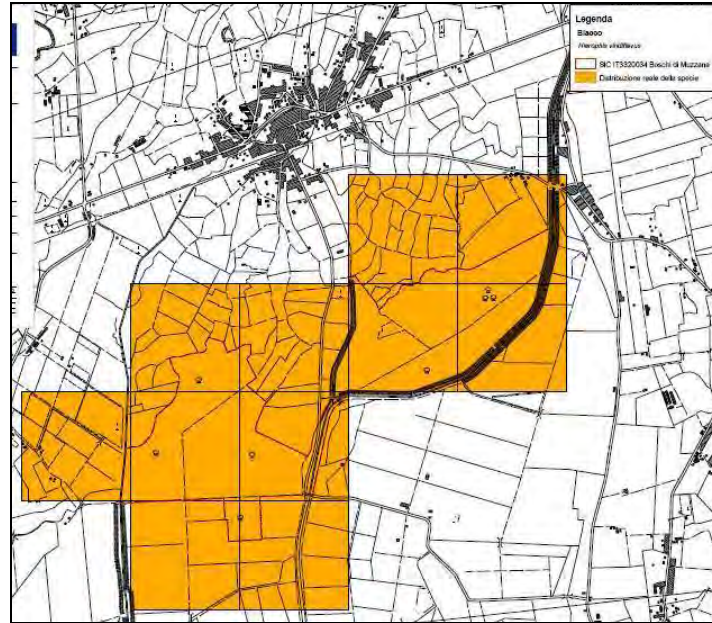 Legenda
Biacco
Hierophis viridiflavus
SIC IT3320034 Boschi di Muzzana
Distribuzione reale della specie